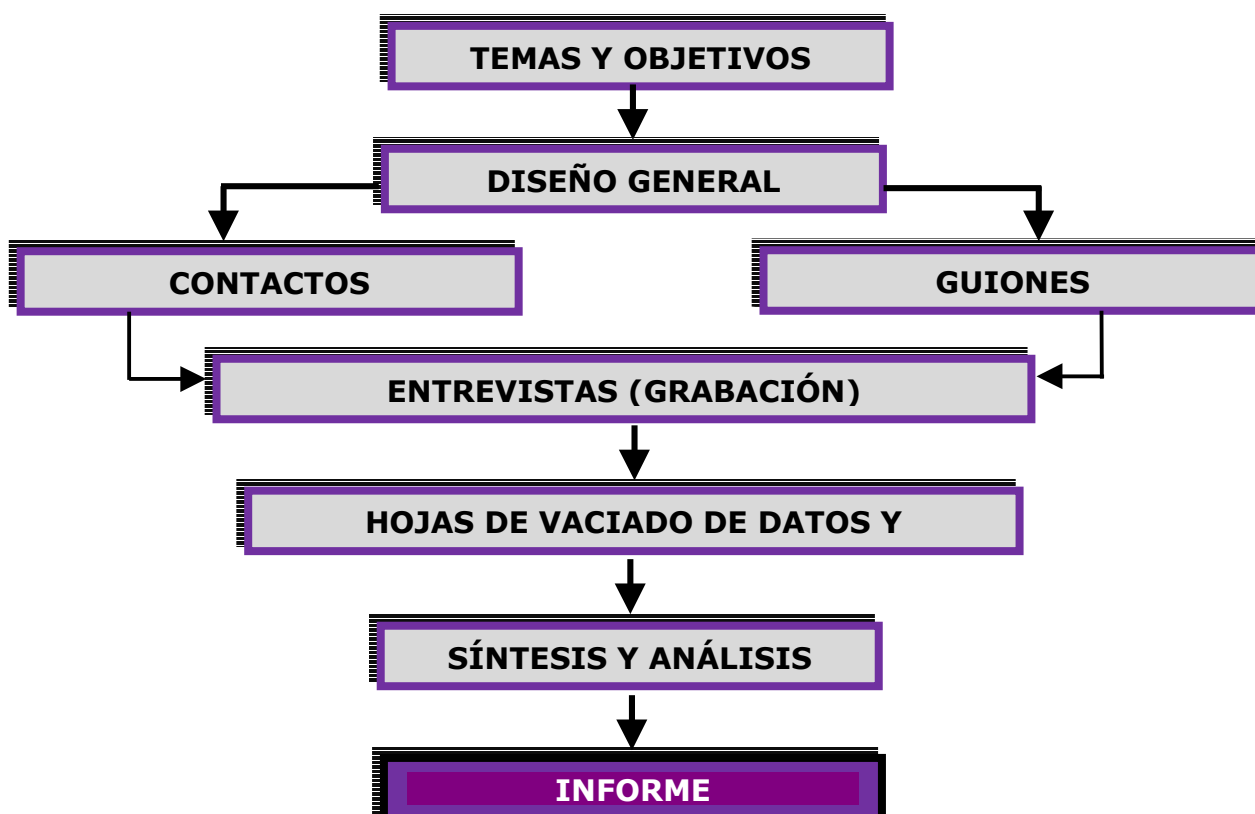 TEMAS Y OBJETIVOS
DISEÑO GENERAL
CONTACTOS
GUIONES
ENTREVISTAS (GRABACIÓN)
HOJAS DE VACIADO DE DATOS Y
SÍNTESIS Y ANÁLISIS
INFORME